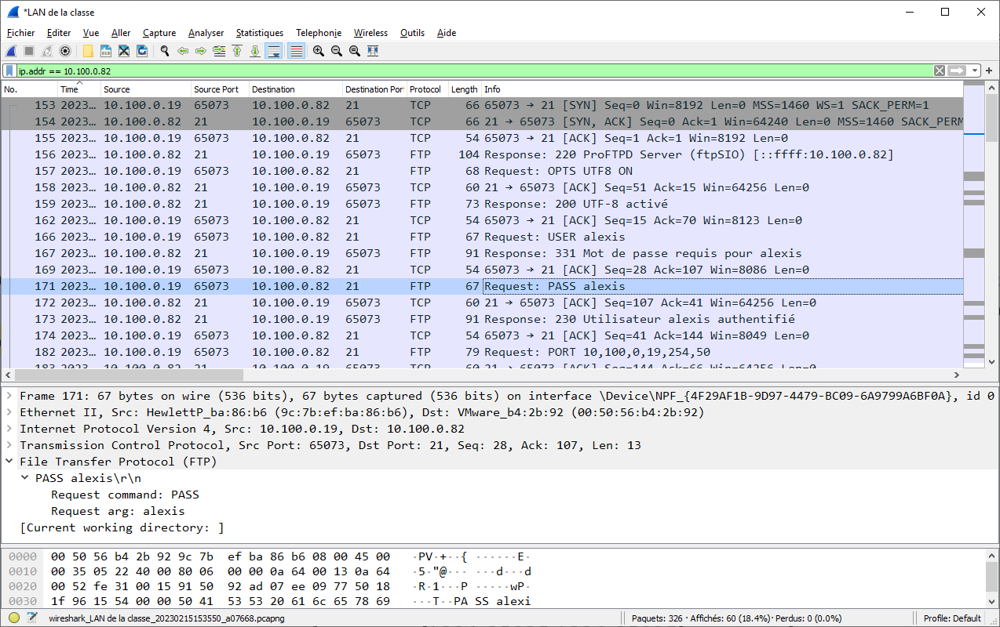 *LAN de la classe
Fichier Editer Vue Aller Capture Analyser Statistiques Telephonie Wireless Outils Aide
ip.addr == 10.100.0.82
No. Time Source Source Port Destination Destination Port Protocol Length Info
153 2023… 10.100.0.19 65073 10.100.0.82 21 TCP 66 65073 → 21 [SYN] Seq=0 Win=8192 Len=0 MSS=1460 WS=1 SACK_PERM=1
154 2023… 10.100.0.82 21 10.100.0.19 65073 TCP 66 21 → 65073 [SYN, ACK] Seq=0 Ack=1 Win=64240 Len=0 MSS=1460 SACK_PERM
155 2023… 10.100.0.19 65073 10.100.0.82 21 TCP 54 65073 → 21 [ACK] Seq=1 Ack=1 Win=8192 Len=0
156 2023… 10.100.0.82 21 10.100.0.19 65073 FTP 104 Response: 220 ProFTPD Server (ftpSIO) [::ffff:10.100.0.82]
157 2023… 10.100.0.19 65073 10.100.0.82 21 FTP 68 Request: OPTS UTF8 ON
158 2023… 10.100.0.82 21 10.100.0.19 65073 TCP 60 21 → 65073 [ACK] Seq=51 Ack=15 Win=64256 Len=0
159 2023… 10.100.0.82 21 10.100.0.19 65073 FTP 73 Response: 200 UTF-8 activé
162 2023… 10.100.0.19 65073 10.100.0.82 21 TCP 54 65073 → 21 [ACK] Seq=15 Ack=70 Win=8123 Len=0
166 2023… 10.100.0.19 65073 10.100.0.82 21 FTP 67 Request: USER alexis
167 2023… 10.100.0.82 21 10.100.0.19 65073 FTP 91 Response: 331 Mot de passe requis pour alexis
169 2023… 10.100.0.19 65073 10.100.0.82 21 TCP 54 65073 → 21 [ACK] Seq=28 Ack=107 Win=8086 Len=0
171 2023… 10.100.0.19 65073 10.100.0.82 21 FTP 67 Request: PASS alexis
172 2023… 10.100.0.82 21 10.100.0.19 65073 TCP 60 21 → 65073 [ACK] Seq=107 Ack=41 Win=64256 Len=0
173 2023… 10.100.0.82 21 10.100.0.19 65073 FTP 91 Response: 230 Utilisateur alexis authentifié
174 2023… 10.100.0.19 65073 10.100.0.82 21 TCP 54 65073 → 21 [ACK] Seq=41 Ack=144 Win=8049 Len=0
182 2023… 10.100.0.19 65073 10.100.0.82 21 FTP 79 Request: PORT 10,100,0,19,254,50
183 2023… 10.100.0.82 21 10.100.0.19 65073 TCP 60 21 → 65073 [ACK] Seq=144 Ack=66 Win=64256 Len=0
Frame 171: 67 bytes on wire (536 bits), 67 bytes captured (536 bits) on interface \Device\NPF_{4F29AF1B-9D97-4479-BC09-6A9799A6BF0A}, id 0
Ethernet II, Src: HewlettP_ba:86:b6 (9c:7b:ef:ba:86:b6), Dst: VMware_b4:2b:92 (00:50:56:b4:2b:92)
Internet Protocol Version 4, Src: 10.100.0.19, Dst: 10.100.0.82
Transmission Control Protocol, Src Port: 65073, Dst Port: 21, Seq: 28, Ack: 107, Len: 13
File Transfer Protocol (FTP)
PASS alexis\r\n
Request command: PASS
Request arg: alexis
[Current working directory: ]
0000 00 50 56 b4 2b 92 9c 7b ef ba 86 b6 08 00 45 00 ·PV·+··{ ······E·
0010 00 35 05 22 40 00 80 06 00 00 0a 64 00 13 0a 64 ·5·"@··· ···d···d
0020 00 52 fe 31 00 15 91 50 92 ad 07 ee 09 77 50 18 ·R·1···P ·····wP·
0030 1f 96 15 54 00 00 50 41 53 53 20 61 6c 65 78 69 ···T··PA SS alexi
wireshark_LAN de la classe_20230215153550_a07668.pcapng Paquets: 326 · Affichés: 60 (18.4%) · Perdus: 0 (0.0%) Profile: Default